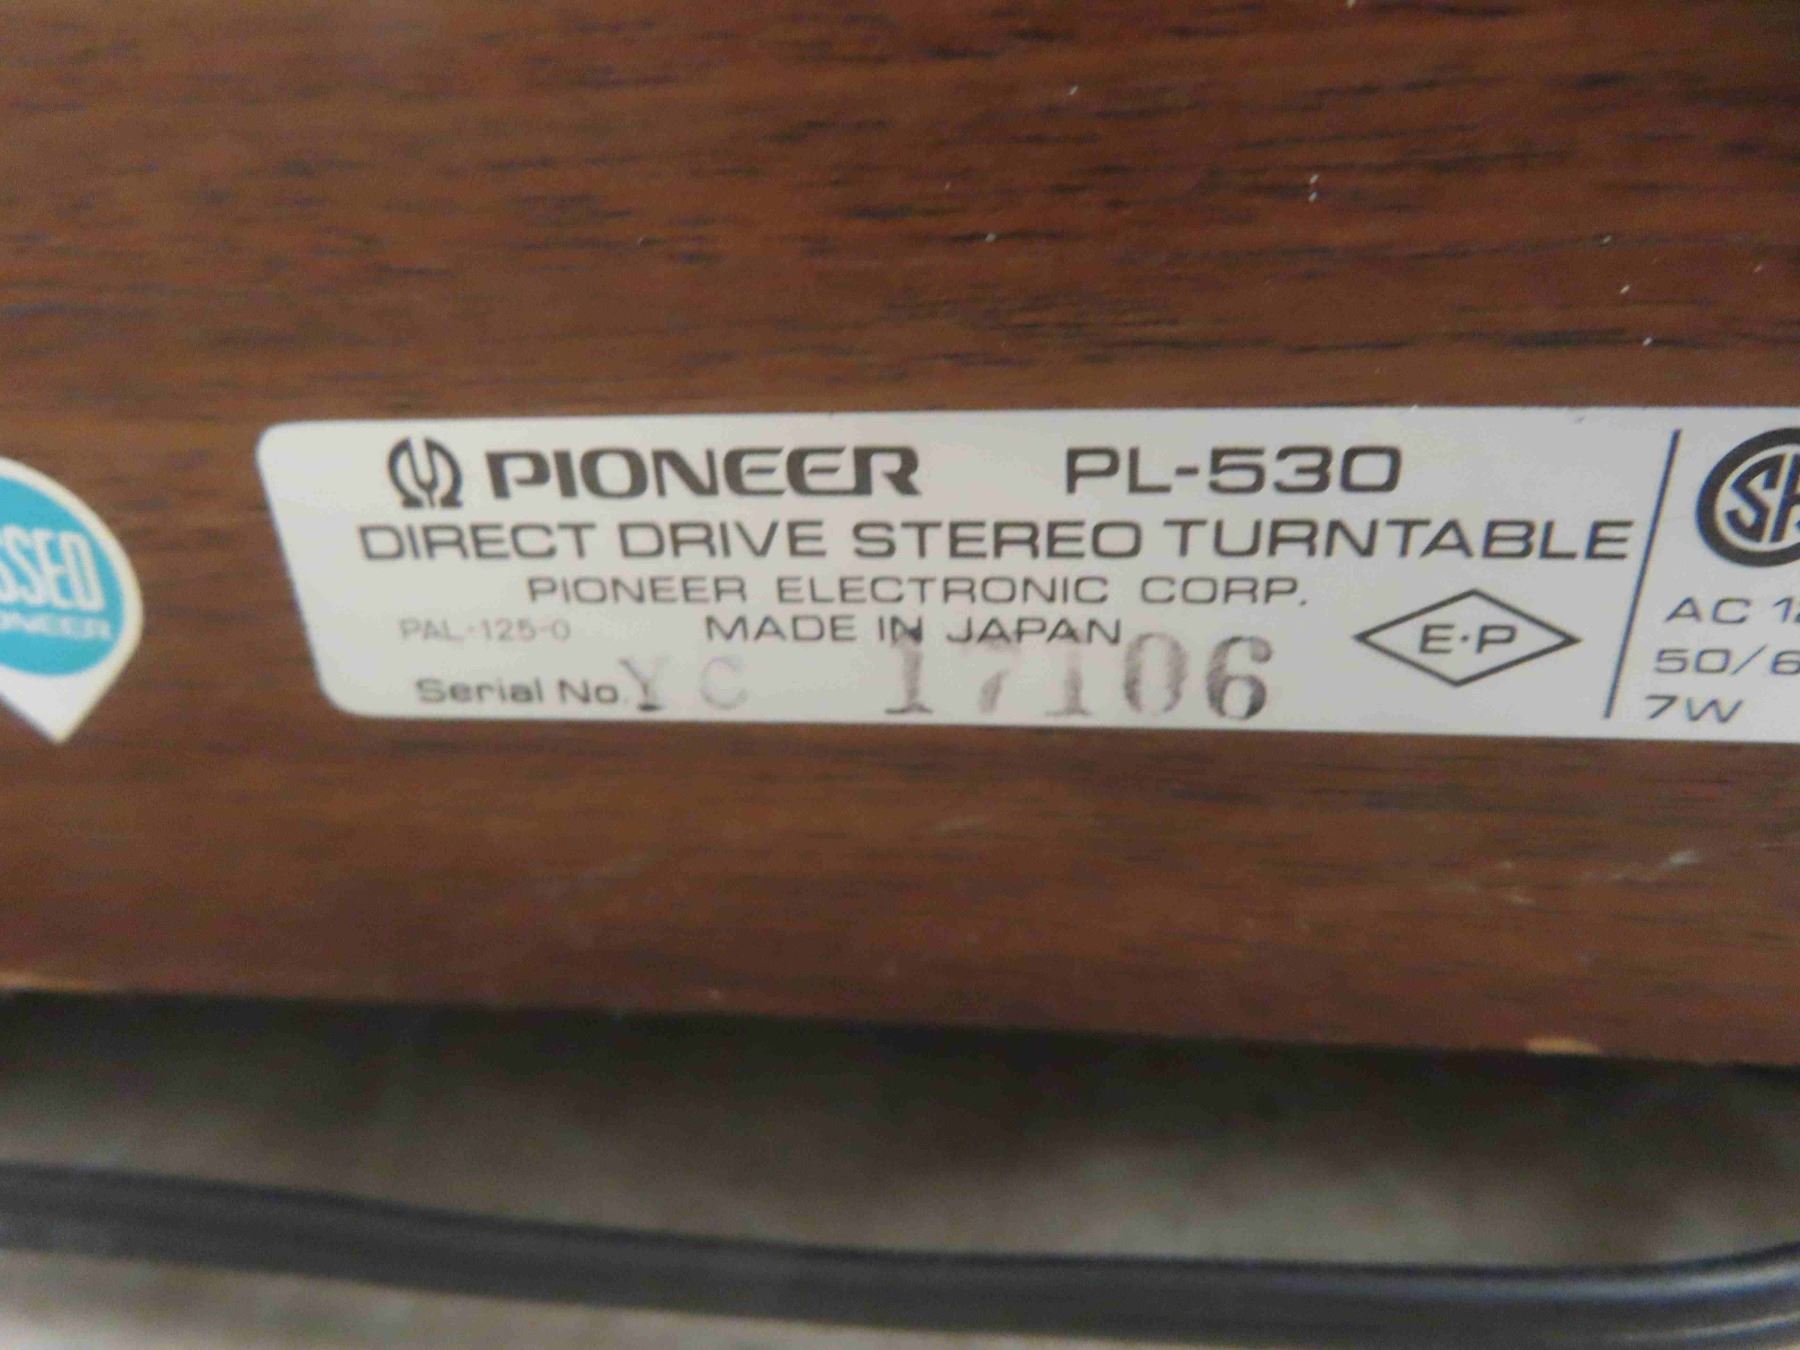 PIONEER PL-530
DIRECT DRIVE STEREO TURNTABLE
PIONEER ELECTRONIC CORP.
PAL-125-0 MADE IN JAPAN
Serial No. YC 17106
E·P
AC
7W